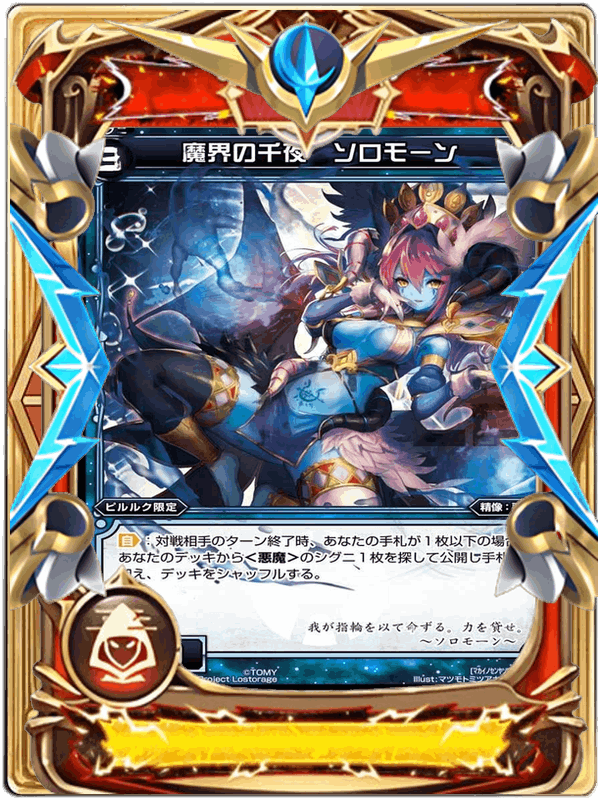 3
魔界の千夜 ソロモーン
ピルルク限定
精像:
自:対戦相手のターン終了時、あなたの手札が1枚以下の場合
あなたのデッキから<悪魔>のシグニ1枚を探して公開し手札
加え、デッキをシャッフルする。
我が指輪を以て命ずる。力を貸せ。
~ソロモーン~
©TOMY
Project Lostorage
Illust:マツモトミツア